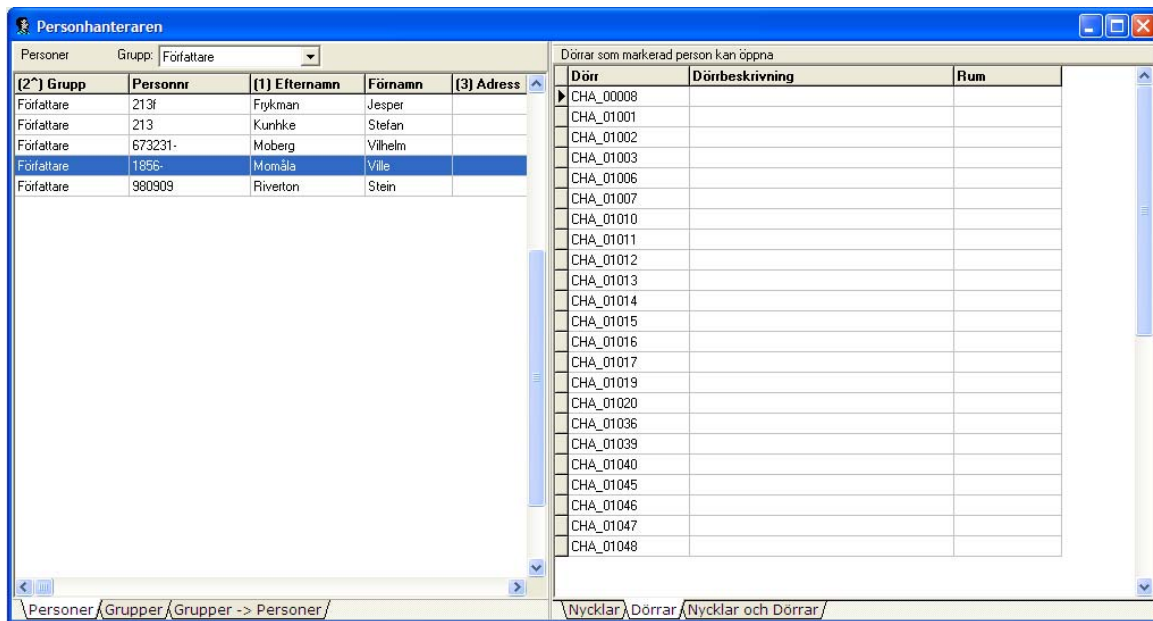 Personhanteraren
Personer Grupp: Författare
(2^) Grupp Personnr (1) Efternamn Förnamn (3) Adress
Författare 213f Frykman Jesper
Författare 213 Kunhke Stefan
Författare 673231- Moberg Vilhelm
Författare 1856- Momåla Ville
Författare 980909 Riverton Stein
Personer Grupper Grupper -> Personer
Dörrar som markerad person kan öppna
Dörr Dörrbeskrivning Rum
CHA_00008
CHA_01001
CHA_01002
CHA_01003
CHA_01006
CHA_01007
CHA_01010
CHA_01011
CHA_01012
CHA_01013
CHA_01014
CHA_01015
CHA_01016
CHA_01017
CHA_01019
CHA_01020
CHA_01036
CHA_01039
CHA_01040
CHA_01045
CHA_01046
CHA_01047
CHA_01048
Nycklar Dörrar Nycklar och Dörrar